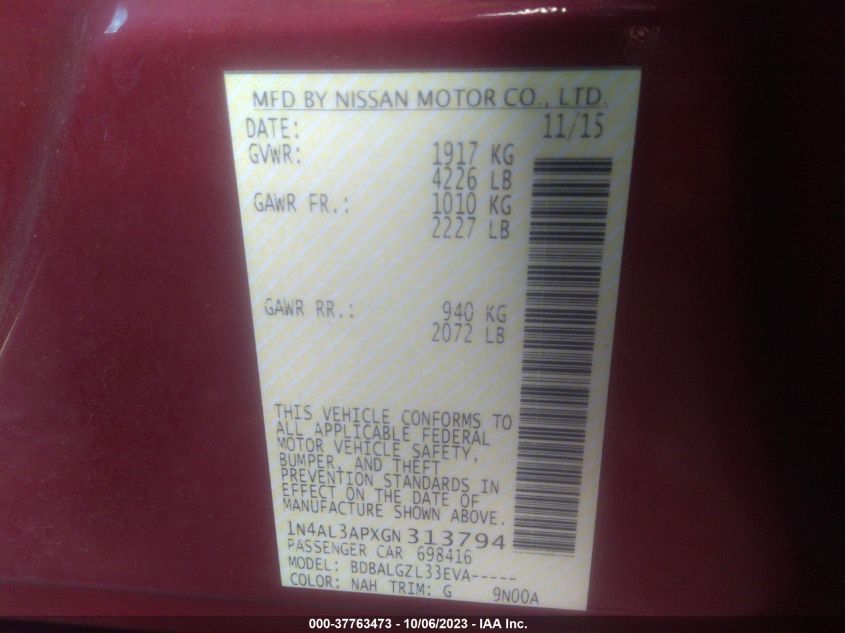 MFD BY NISSAN MOTOR CO., LTD.
DATE: 11/15
GVWR: 1917 KG
4226 LB
GAWR FR.: 1010 KG
2227 LB
GAWR RR.: 940 KG
2072 LB
THIS VEHICLE CONFORMS TO
ALL APPLICABLE FEDERAL
MOTOR VEHICLE SAFETY,
BUMPER, AND THEFT
PREVENTION STANDARDS IN
EFFECT ON THE DATE OF
MANUFACTURE SHOWN ABOVE.
1N4AL3APXGN313794
PASSENGER CAR 698416
MODEL: BDBALGZL33EVA-----
COLOR: NAH TRIM: G 9N00A
000-37763473 - 10/06/2023 - IAA Inc.